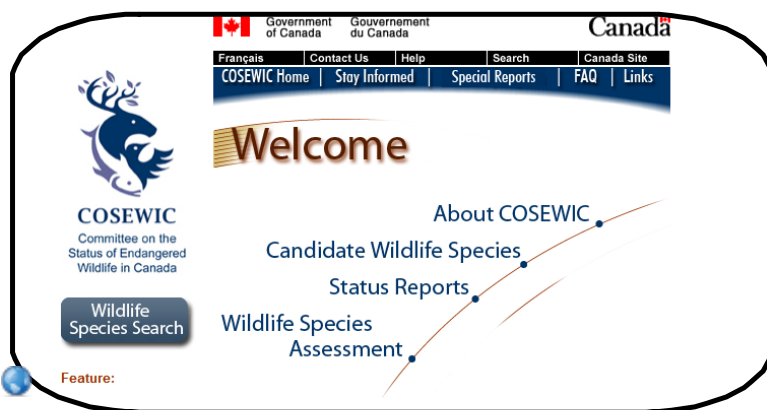 Government of Canada
Gouvernement du Canada
Canada
Français
Contact Us
Help
Search
Canada Site
COSEWIC Home | Stay Informed | Special Reports | FAQ | Links
Welcome
COSEWIC
Committee on the
Status of Endangered
Wildlife in Canada
Wildlife
Species Search
About COSEWIC
Candidate Wildlife Species
Status Reports
Wildlife Species
Assessment
Feature: